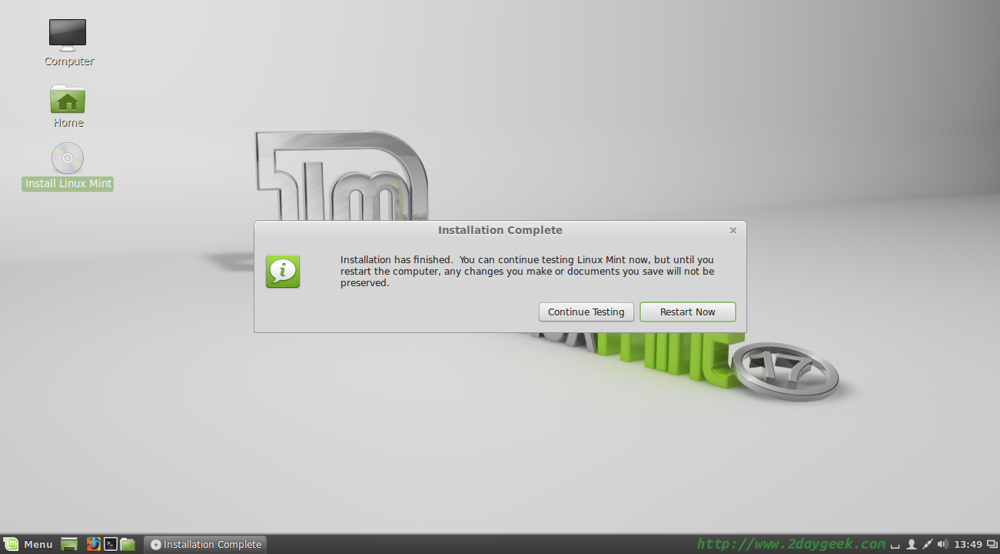 Computer
Home
Install Linux Mint
Installation Complete
Installation has finished.  You can continue testing Linux Mint now, but until you
restart the computer, any changes you make or documents you save will not be
preserved.
Continue Testing
Restart Now
17
Menu
Installation Complete
http://www.2daygeek.com
13:49